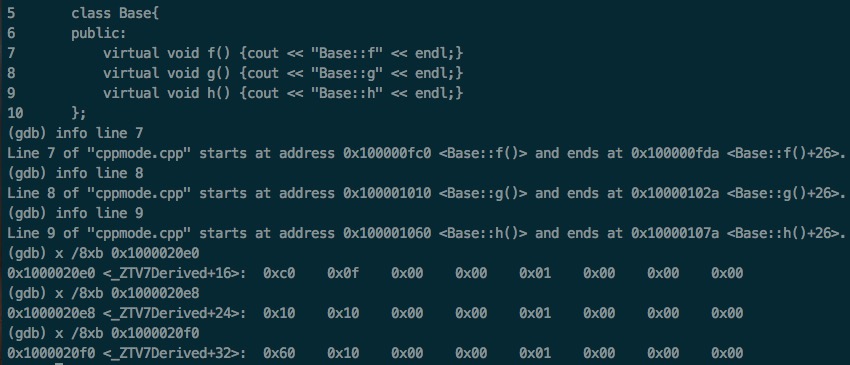 5       class Base{
6       public:
7           virtual void f() {cout << "Base::f" << endl;}
8           virtual void g() {cout << "Base::g" << endl;}
9           virtual void h() {cout << "Base::h" << endl;}
10      };
(gdb) info line 7
Line 7 of "cppmode.cpp" starts at address 0x100000fc0 <Base::f()> and ends at 0x100000fda <Base::f()+26>.
(gdb) info line 8
Line 8 of "cppmode.cpp" starts at address 0x100001010 <Base::g()> and ends at 0x10000102a <Base::g()+26>.
(gdb) info line 9
Line 9 of "cppmode.cpp" starts at address 0x100001060 <Base::h()> and ends at 0x10000107a <Base::h()+26>.
(gdb) x /8xb 0x1000020e0
0x1000020e0 <_ZTV7Derived+16>:  0xc0    0x0f    0x00    0x00    0x01    0x00    0x00    0x00
(gdb) x /8xb 0x1000020e8
0x1000020e8 <_ZTV7Derived+24>:  0x10    0x10    0x00    0x00    0x01    0x00    0x00    0x00
(gdb) x /8xb 0x1000020f0
0x1000020f0 <_ZTV7Derived+32>:  0x60    0x10    0x00    0x00    0x01    0x00    0x00    0x00